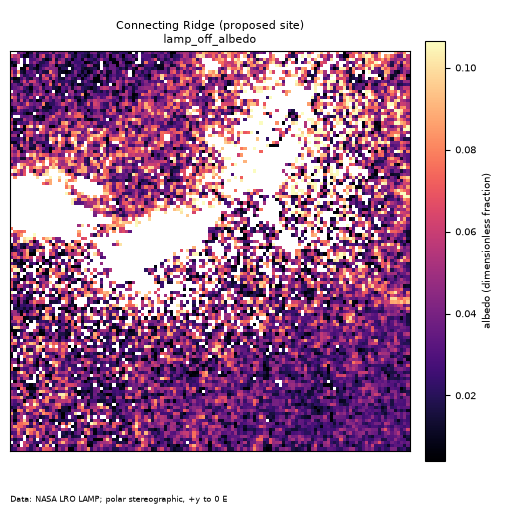 Connecting Ridge (proposed site)
lamp_off_albedo
0.10
0.08
0.06
0.04
0.02
albedo (dimensionless fraction)
Data: NASA LRO LAMP; polar stereographic, +y to 0 E